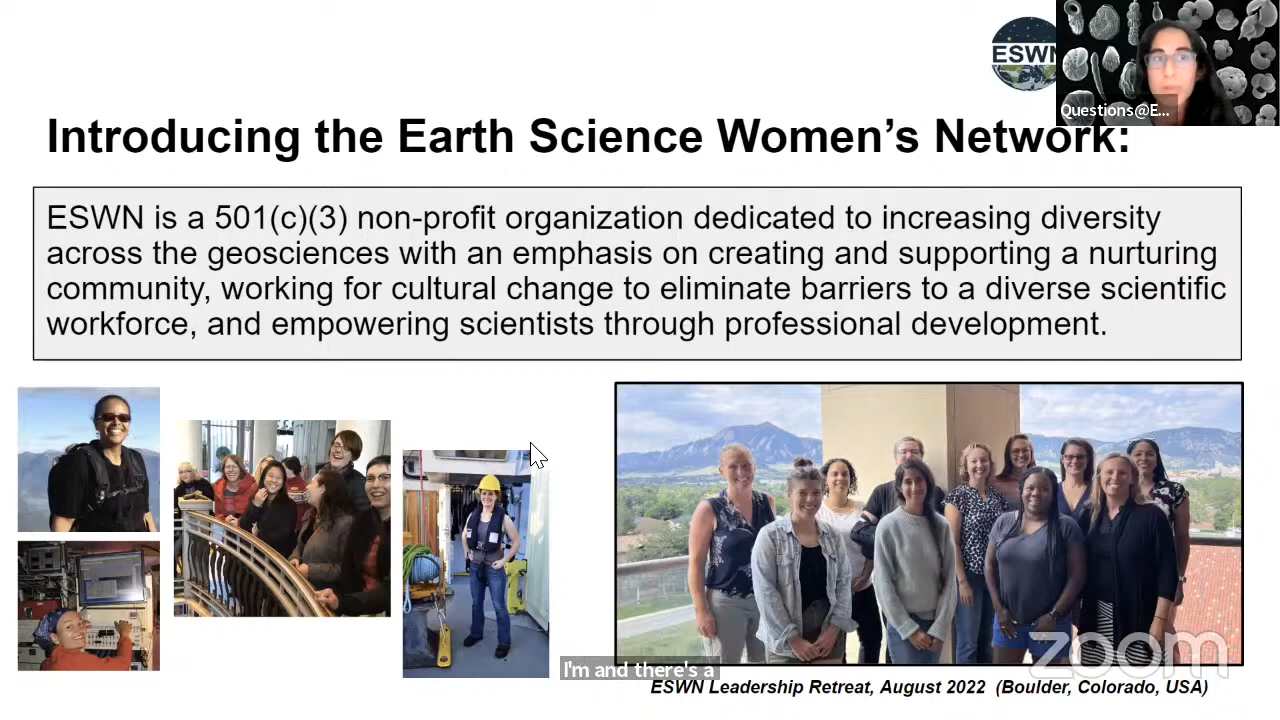 ESWN
Questions@E...
Introducing the Earth Science Women's Network:
ESWN is a 501(c)(3) non-profit organization dedicated to increasing diversity
across the geosciences with an emphasis on creating and supporting a nurturing
community, working for cultural change to eliminate barriers to a diverse scientific
workforce, and empowering scientists through professional development.
I'm and there's a
zoom
ESWN Leadership Retreat, August 2022 (Boulder, Colorado, USA)